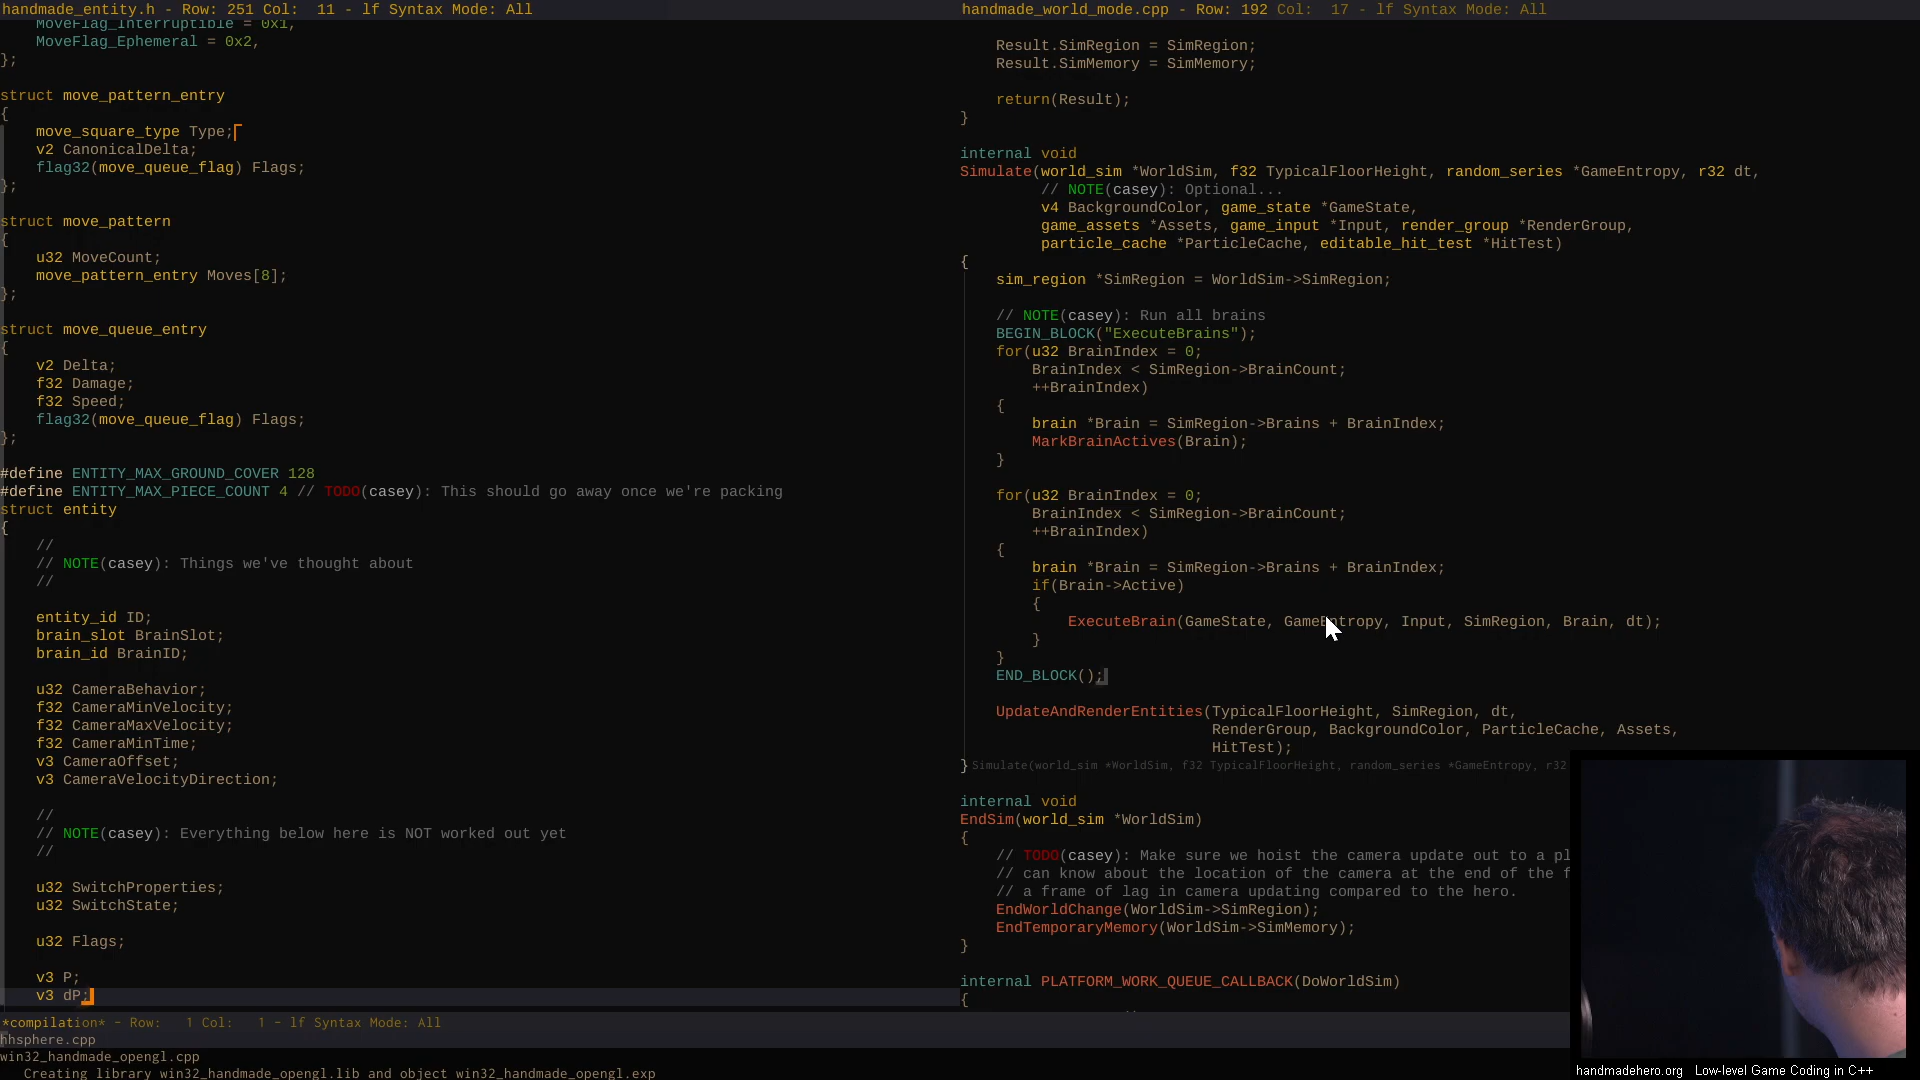 handmade_entity.h - Row: 251 Col:  11 - lf Syntax Mode: All
MoveFlag_Interruptible = 0x1,
MoveFlag_Ephemeral = 0x2,
};
struct move_pattern_entry
{
move_square_type Type;
v2 CanonicalDelta;
flag32(move_queue_flag) Flags;
};
struct move_pattern
{
u32 MoveCount;
move_pattern_entry Moves[8];
};
struct move_queue_entry
{
v2 Delta;
f32 Damage;
f32 Speed;
flag32(move_queue_flag) Flags;
};
#define ENTITY_MAX_GROUND_COVER 128
#define ENTITY_MAX_PIECE_COUNT 4 // TODO(casey): This should go away once we're packing
struct entity
{
//
// NOTE(casey): Things we've thought about
//
entity_id ID;
brain_slot BrainSlot;
brain_id BrainID;
u32 CameraBehavior;
f32 CameraMinVelocity;
f32 CameraMaxVelocity;
f32 CameraMinTime;
v3 CameraOffset;
v3 CameraVelocityDirection;
//
// NOTE(casey): Everything below here is NOT worked out yet
//
u32 SwitchProperties;
u32 SwitchState;
u32 Flags;
v3 P;
v3 dP;
handmade_world_mode.cpp - Row: 192 Col:  17 - lf Syntax Mode: All
Result.SimRegion = SimRegion;
Result.SimMemory = SimMemory;
return(Result);
}
internal void
Simulate(world_sim *WorldSim, f32 TypicalFloorHeight, random_series *GameEntropy, r32 dt,
// NOTE(casey): Optional...
v4 BackgroundColor, game_state *GameState,
game_assets *Assets, game_input *Input, render_group *RenderGroup,
particle_cache *ParticleCache, editable_hit_test *HitTest)
{
sim_region *SimRegion = WorldSim->SimRegion;
// NOTE(casey): Run all brains
BEGIN_BLOCK("ExecuteBrains");
for(u32 BrainIndex = 0;
BrainIndex < SimRegion->BrainCount;
++BrainIndex)
{
brain *Brain = SimRegion->Brains + BrainIndex;
MarkBrainActives(Brain);
}
for(u32 BrainIndex = 0;
BrainIndex < SimRegion->BrainCount;
++BrainIndex)
{
brain *Brain = SimRegion->Brains + BrainIndex;
if(Brain->Active)
{
ExecuteBrain(GameState, GameEntropy, Input, SimRegion, Brain, dt);
}
}
END_BLOCK();
UpdateAndRenderEntities(TypicalFloorHeight, SimRegion, dt,
RenderGroup, BackgroundColor, ParticleCache, Assets,
HitTest);
} Simulate(world_sim *WorldSim, f32 TypicalFloorHeight, random_series *GameEntropy, r32
internal void
EndSim(world_sim *WorldSim)
{
// TODO(casey): Make sure we hoist the camera update out to a pl
// can know about the location of the camera at the end of the f
// a frame of lag in camera updating compared to the hero.
EndWorldChange(WorldSim->SimRegion);
EndTemporaryMemory(WorldSim->SimMemory);
}
internal PLATFORM_WORK_QUEUE_CALLBACK(DoWorldSim)
{
*compilation* - Row:   1 Col:   1 - lf Syntax Mode: All
hhsphere.cpp
win32_handmade_opengl.cpp
Creating library win32_handmade_opengl.lib and object win32_handmade_opengl.exp
handmadehero.org   Low-level Game Coding in C++